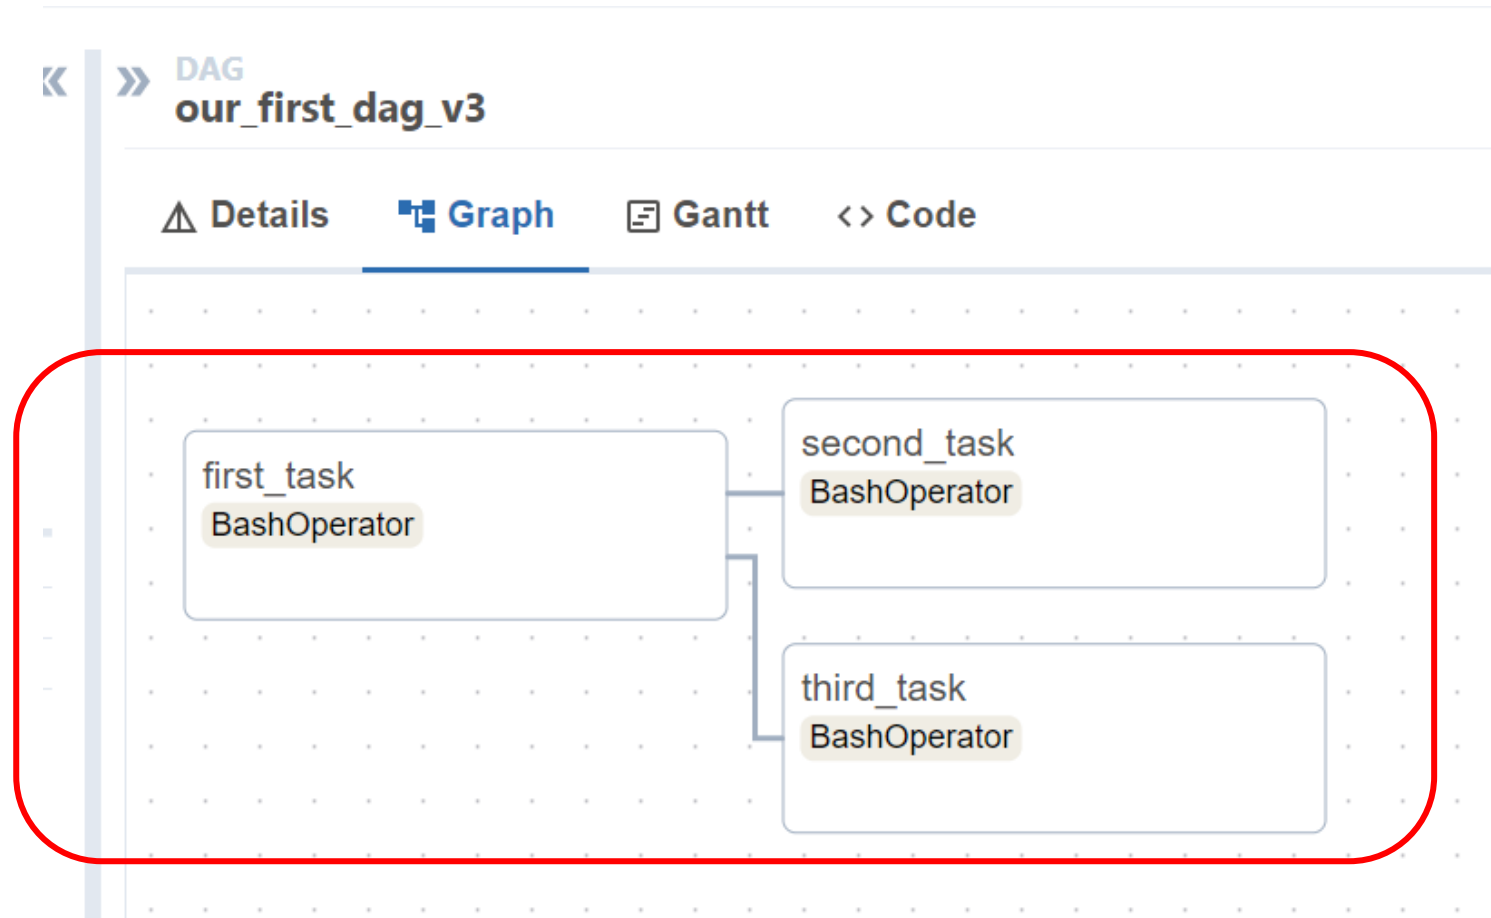 DAG
our_first_dag_v3
Details Graph Gantt Code
first_task
BashOperator
second_task
BashOperator
third_task
BashOperator